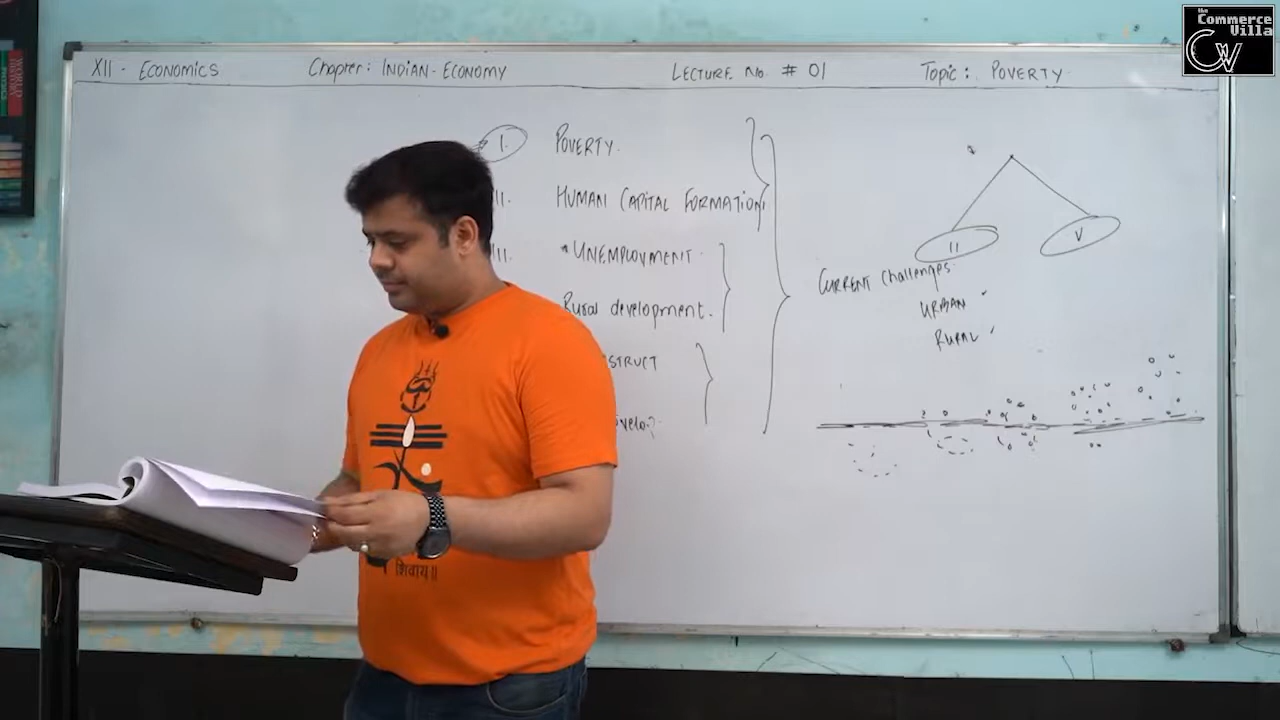 XII - ECONOMICS Chapter: INDIAN-ECONOMY LECTURE No. # 01 Topic: POVERTY
the Commerce Villa
CV
I. POVERTY
II. HUMAN CAPITAL FORMATION
III. *UNEMPLOYMENT
Rural development.
STRUCT
II V
CURRENT Challenges
URBAN
RURAL
शिवाय॥